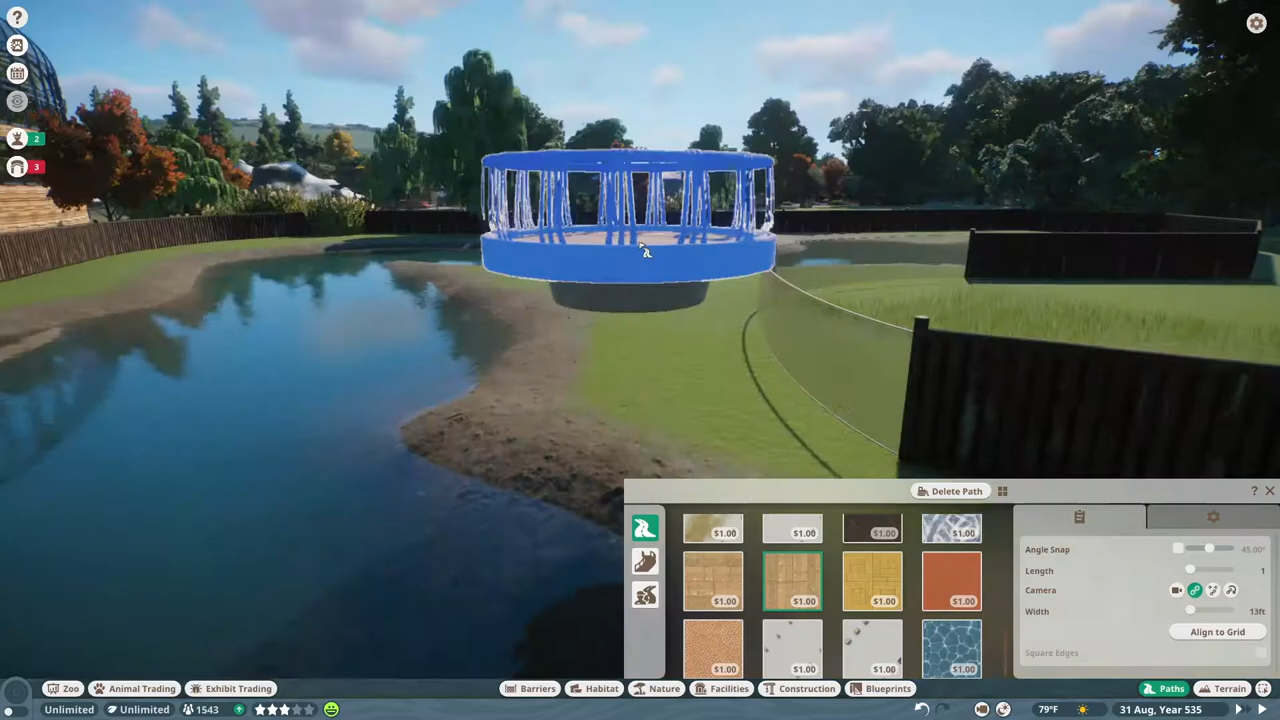 ?
2
3
Delete Path
?
$1.00 $1.00 $1.00 $1.00
$1.00 $1.00 $1.00 $1.00
$1.00 $1.00 $1.00 $1.00
Angle Snap 45.00°
Length 1
Camera
Width 13ft
Align to Grid
Square Edges
Zoo Animal Trading Exhibit Trading Barriers Habitat Nature Facilities Construction Blueprints Paths Terrain
Unlimited Unlimited 1543 79°F 31 Aug, Year 535